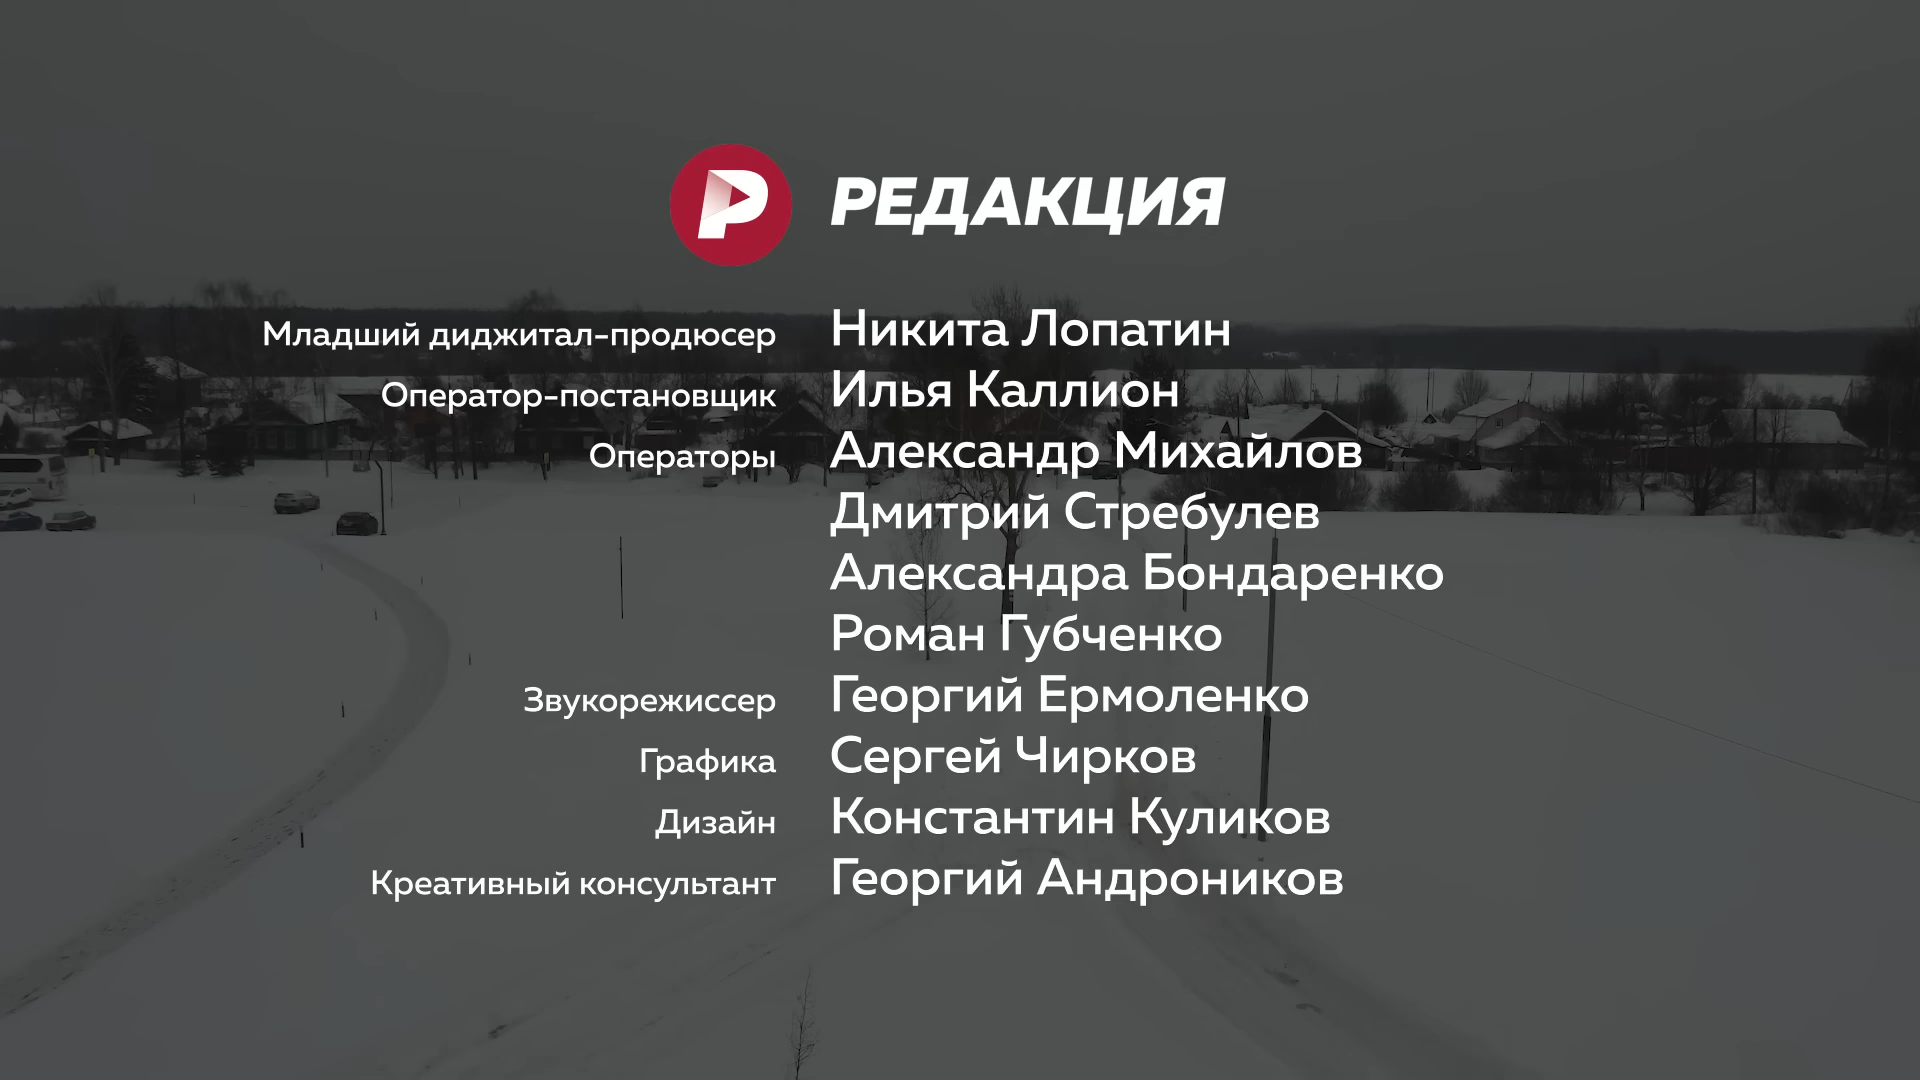 РЕДАКЦИЯ
Младший диджитал-продюсер Никита Лопатин
Оператор-постановщик Илья Каллион
Операторы Александр Михайлов
Дмитрий Стребулев
Александра Бондаренко
Роман Губченко
Звукорежиссер Георгий Ермоленко
Графика Сергей Чирков
Дизайн Константин Куликов
Креативный консультант Георгий Андроников